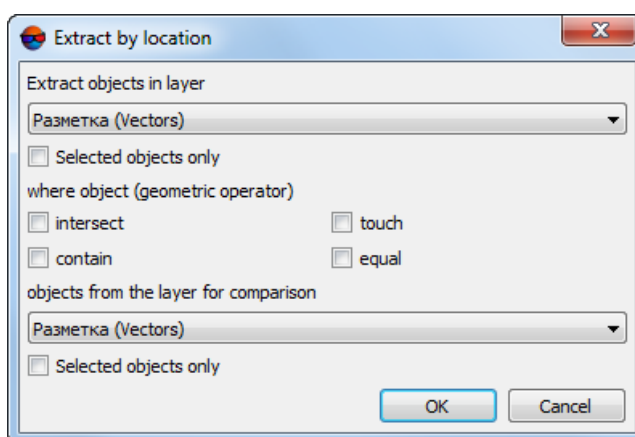 Extract by location
Extract objects in layer
Разметка (Vectors)
Selected objects only
where object (geometric operator)
intersect touch
contain equal
objects from the layer for comparison
Разметка (Vectors)
Selected objects only
OK Cancel